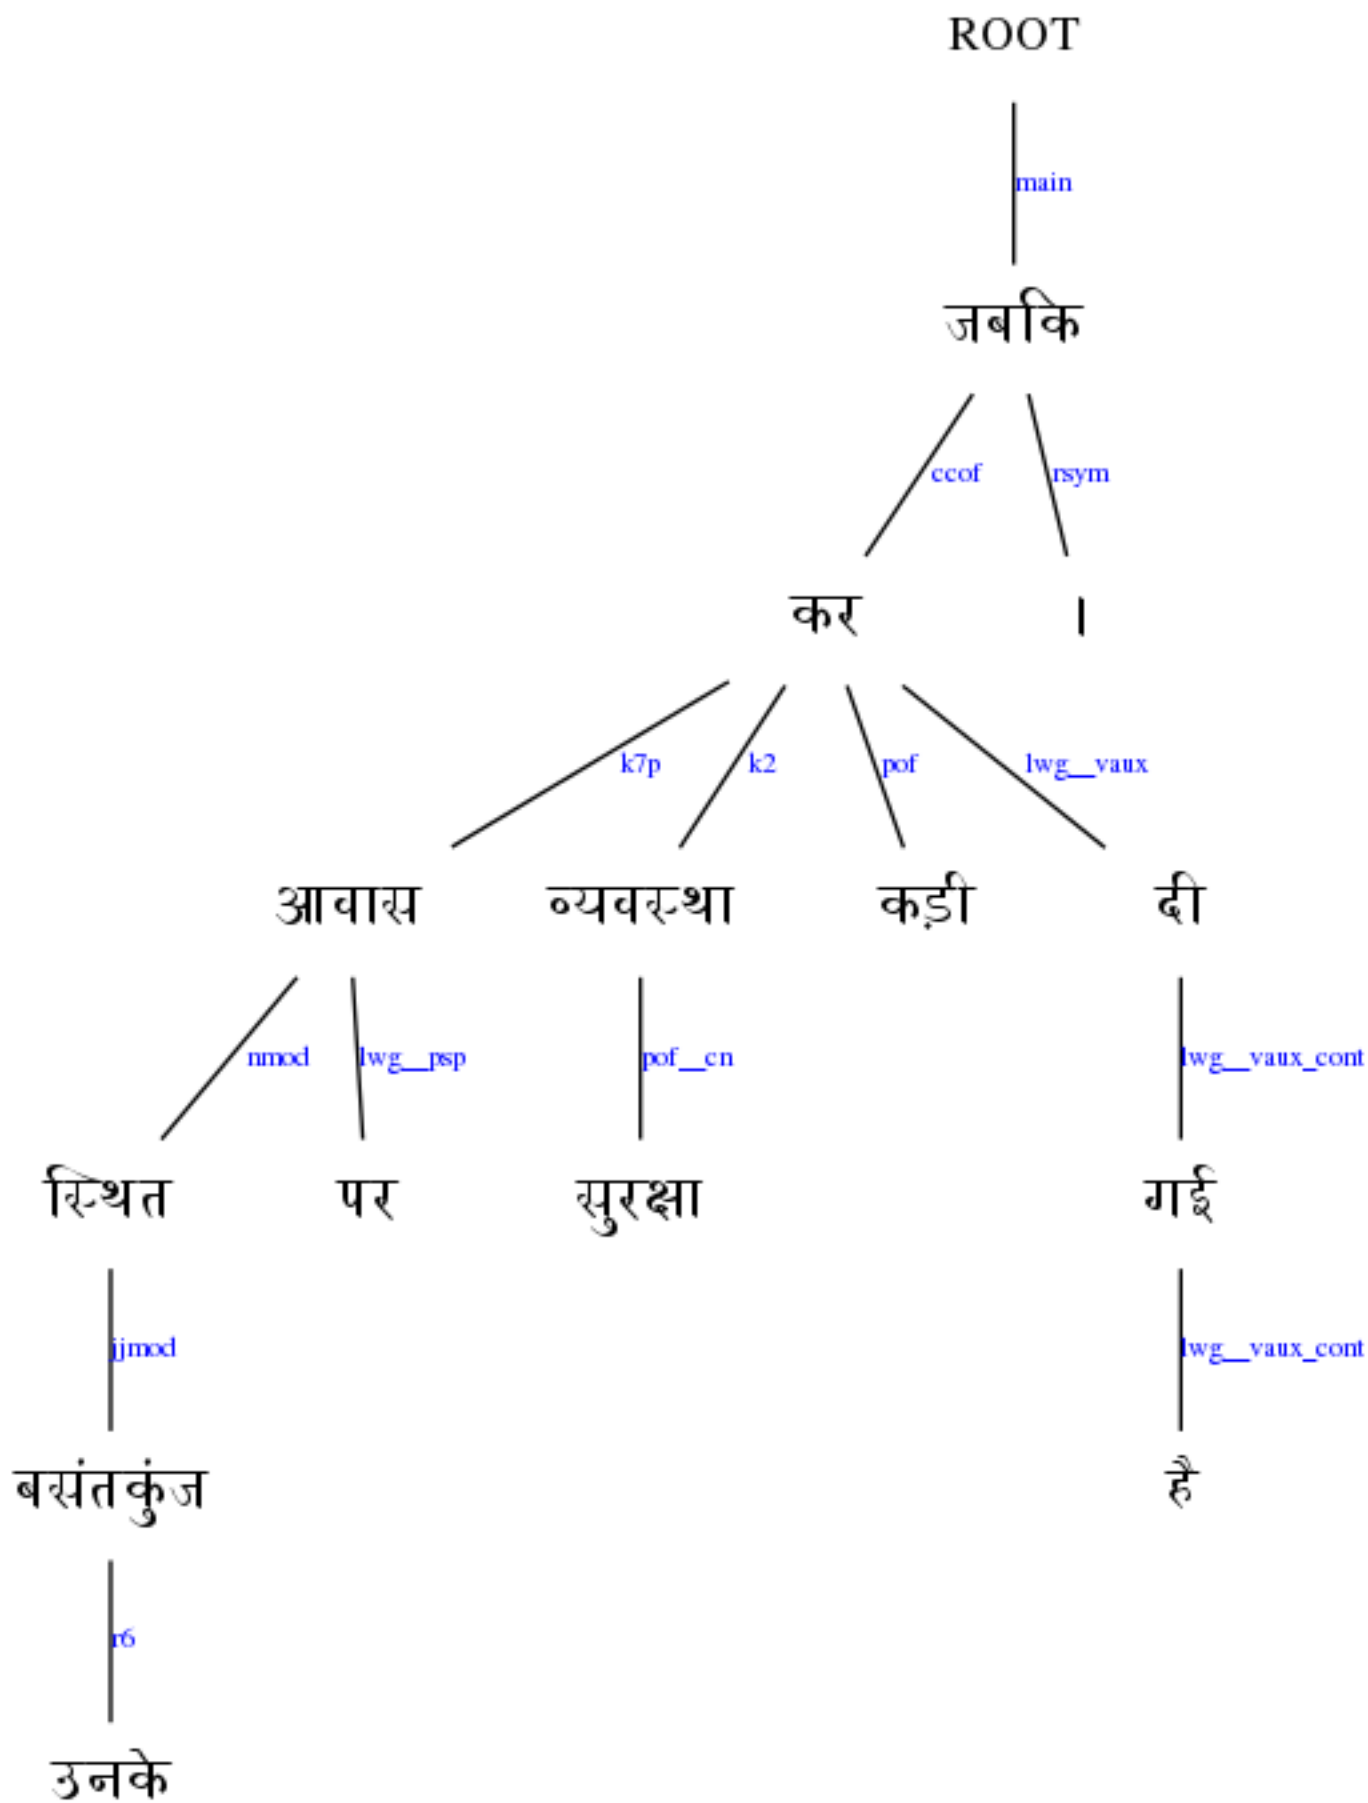 ROOT
main
जबकि
ccof rsym
कर ।
k7p k2 pof lwg__vaux
आवास व्यवस्था कड़ी दी
nmod lwg__psp pof__cn lwg__vaux_cont
स्थित पर सुरक्षा गई
jjmod lwg__vaux_cont
बसंतकुंज है
r6
उनके